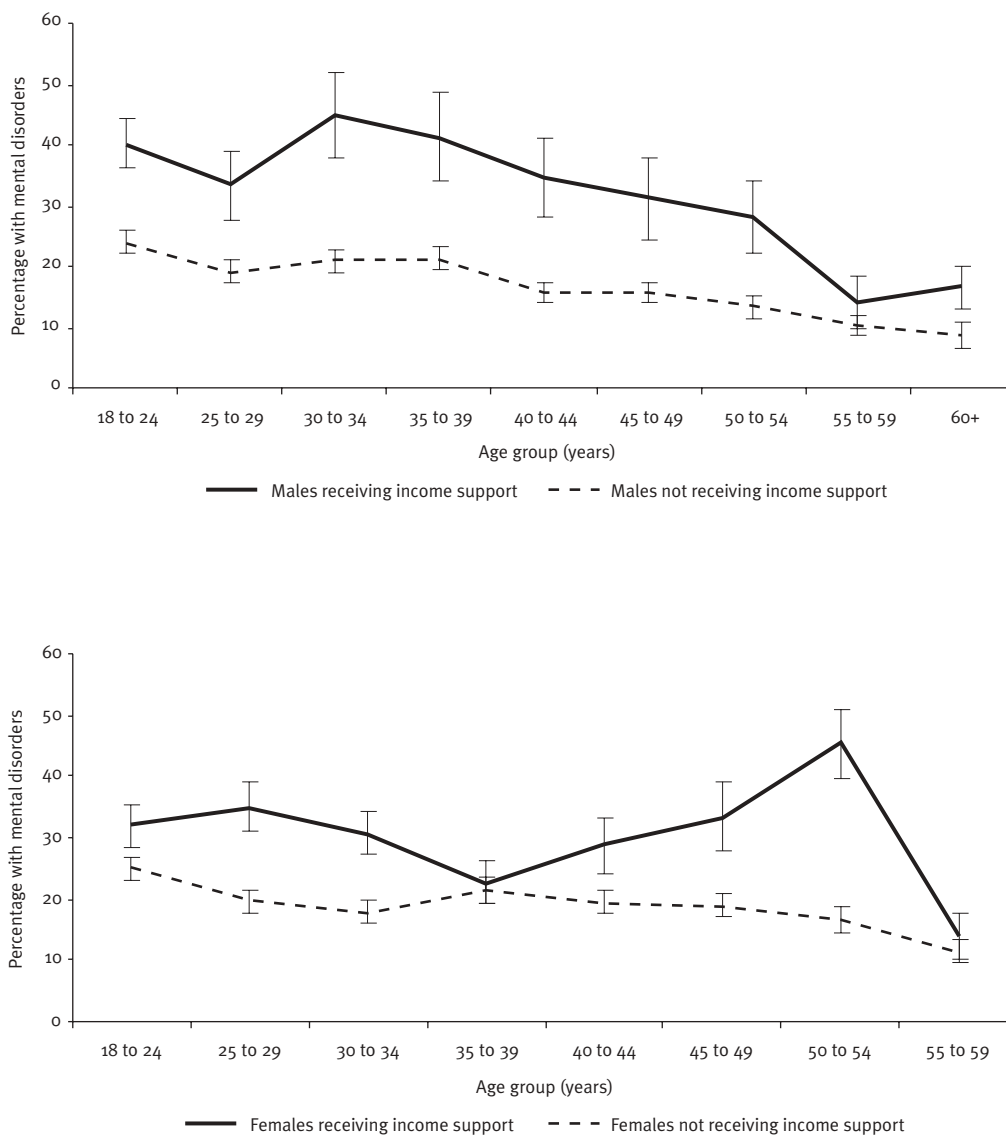 60
50
40
30
20
10
0
Percentage with mental disorders
18 to 24 25 to 29 30 to 34 35 to 39 40 to 44 45 to 49 50 to 54 55 to 59 60+
Age group (years)
Males receiving income support Males not receiving income support
60
50
40
30
20
10
0
Percentage with mental disorders
18 to 24 25 to 29 30 to 34 35 to 39 40 to 44 45 to 49 50 to 54 55 to 59
Age group (years)
Females receiving income support Females not receiving income support